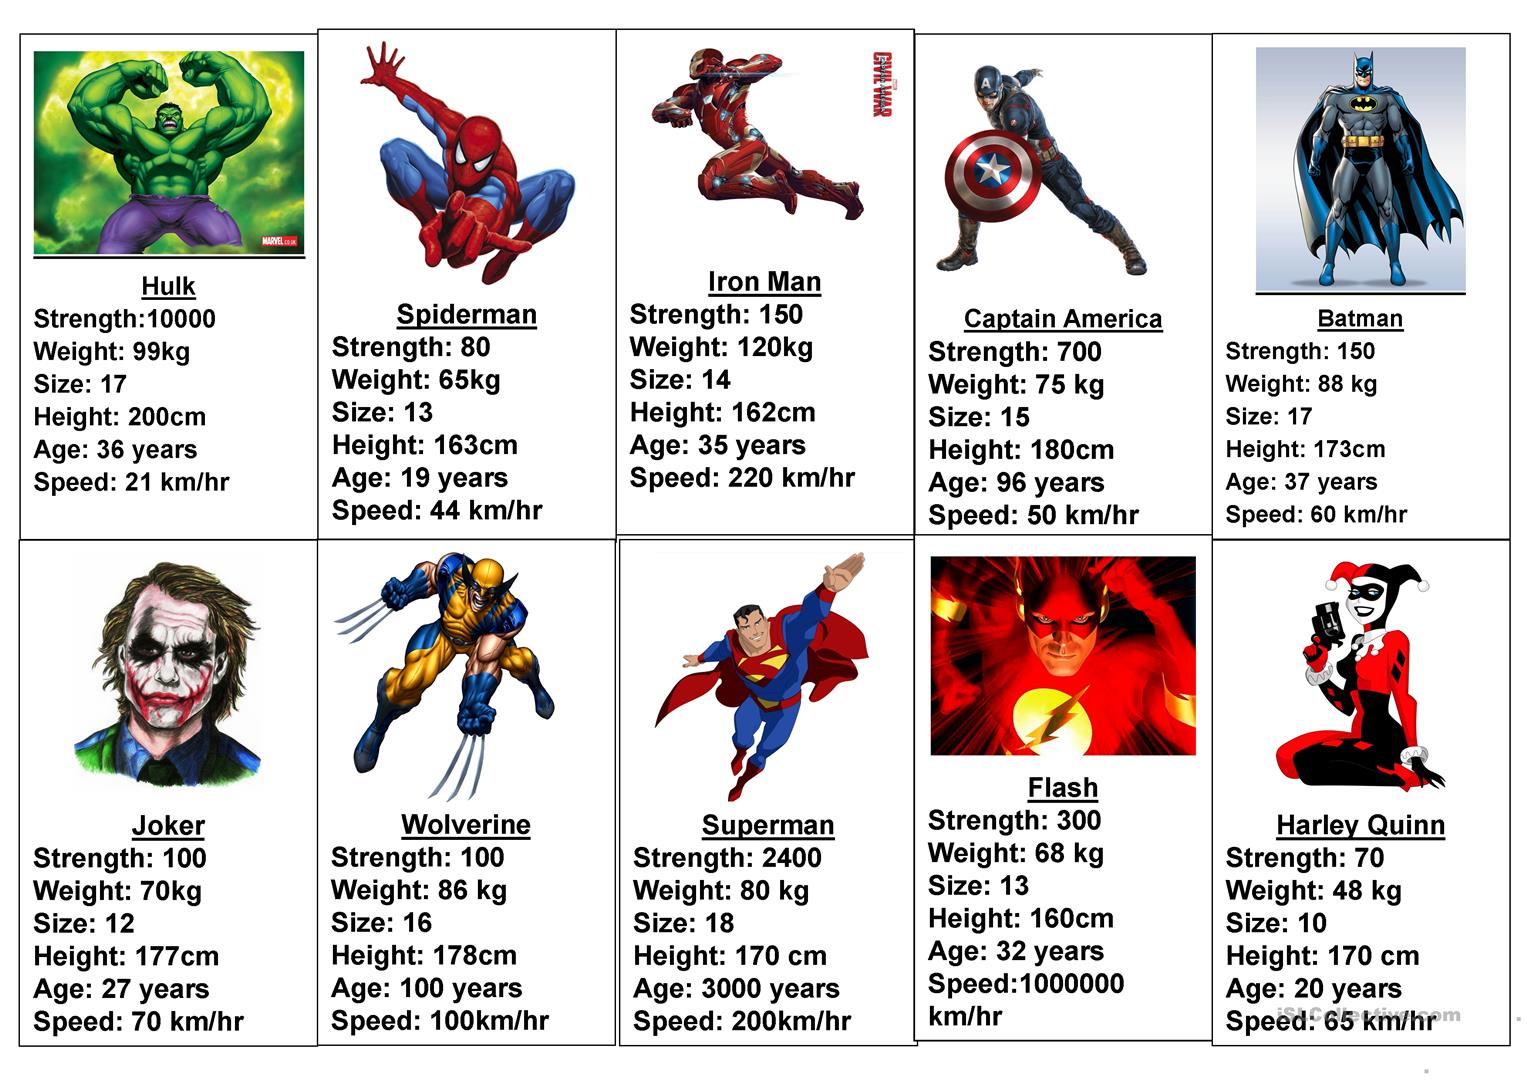 MARVEL.CO.UK
Hulk
Strength:10000
Weight: 99kg
Size: 17
Height: 200cm
Age: 36 years
Speed: 21 km/hr
Spiderman
Strength: 80
Weight: 65kg
Size: 13
Height: 163cm
Age: 19 years
Speed: 44 km/hr
CIVIL WAR
Iron Man
Strength: 150
Weight: 120kg
Size: 14
Height: 162cm
Age: 35 years
Speed: 220 km/hr
A
Captain America
Strength: 700
Weight: 75 kg
Size: 15
Height: 180cm
Age: 96 years
Speed: 50 km/hr
Batman
Strength: 150
Weight: 88 kg
Size: 17
Height: 173cm
Age: 37 years
Speed: 60 km/hr
Joker
Strength: 100
Weight: 70kg
Size: 12
Height: 177cm
Age: 27 years
Speed: 70 km/hr
Wolverine
Strength: 100
Weight: 86 kg
Size: 16
Height: 178cm
Age: 100 years
Speed: 100km/hr
Superman
Strength: 2400
Weight: 80 kg
Size: 18
Height: 170 cm
Age: 3000 years
Speed: 200km/hr
Flash
Strength: 300
Weight: 68 kg
Size: 13
Height: 160cm
Age: 32 years
Speed:1000000
km/hr
Harley Quinn
Strength: 70
Weight: 48 kg
Size: 10
Height: 170 cm
Age: 20 years
Speed: 65 km/hr
iSLCollective.com